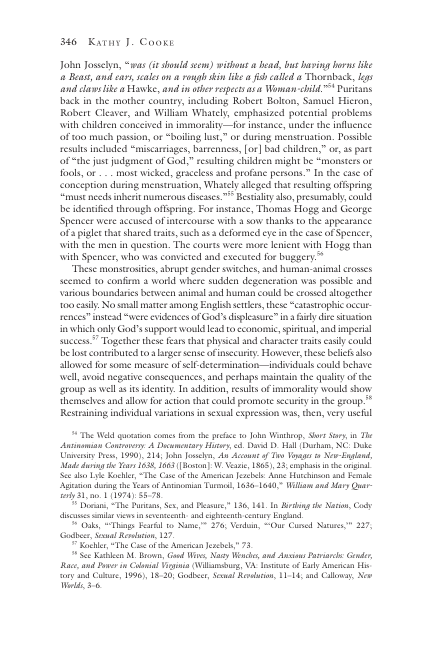 346 KATHY J. COOKE
John Josselyn, "was (it should seem) without a head, but having horns like
a Beast, and ears, scales on a rough skin like a fish called a Thornback, legs
and claws like a Hawke, and in other respects as a Woman-child."54 Puritans
back in the mother country, including Robert Bolton, Samuel Hieron,
Robert Cleaver, and William Whately, emphasized potential problems
with children conceived in immorality—for instance, under the influence
of too much passion, or "boiling lust," or during menstruation. Possible
results included "miscarriages, barrenness, [or] bad children," or, as part
of "the just judgment of God," resulting children might be "monsters or
fools, or . . . most wicked, graceless and profane persons." In the case of
conception during menstruation, Whately alleged that resulting offspring
"must needs inherit numerous diseases."55 Bestiality also, presumably, could
be identified through offspring. For instance, Thomas Hogg and George
Spencer were accused of intercourse with a sow thanks to the appearance
of a piglet that shared traits, such as a deformed eye in the case of Spencer,
with the men in question. The courts were more lenient with Hogg than
with Spencer, who was convicted and executed for buggery.56
These monstrosities, abrupt gender switches, and human-animal crosses
seemed to confirm a world where sudden degeneration was possible and
various boundaries between animal and human could be crossed altogether
too easily. No small matter among English settlers, these "catastrophic occur-
rences" instead "were evidences of God's displeasure" in a fairly dire situation
in which only God's support would lead to economic, spiritual, and imperial
success.57 Together these fears that physical and character traits easily could
be lost contributed to a larger sense of insecurity. However, these beliefs also
allowed for some measure of self-determination—individuals could behave
well, avoid negative consequences, and perhaps maintain the quality of the
group as well as its identity. In addition, results of immorality would show
themselves and allow for action that could promote security in the group.58
Restraining individual variations in sexual expression was, then, very useful
54 The Weld quotation comes from the preface to John Winthrop, Short Story, in The
Antinomian Controversy: A Documentary History, ed. David D. Hall (Durham, NC: Duke
University Press, 1990), 214; John Josselyn, An Account of Two Voyages to New-England,
Made during the Years 1638, 1663 ([Boston]: W. Veazie, 1865), 23; emphasis in the original.
See also Lyle Koehler, "The Case of the American Jezebels: Anne Hutchinson and Female
Agitation during the Years of Antinomian Turmoil, 1636–1640," William and Mary Quar-
terly 31, no. 1 (1974): 55–78.
55 Doriani, "The Puritans, Sex, and Pleasure," 136, 141. In Birthing the Nation, Cody
discusses similar views in seventeenth- and eighteenth-century England.
56 Oaks, "'Things Fearful to Name,'" 276; Verduin, "'Our Cursed Natures,'" 227;
Godbeer, Sexual Revolution, 127.
57 Koehler, "The Case of the American Jezebels," 73.
58 See Kathleen M. Brown, Good Wives, Nasty Wenches, and Anxious Patriarchs: Gender,
Race, and Power in Colonial Virginia (Williamsburg, VA: Institute of Early American His-
tory and Culture, 1996), 18–20; Godbeer, Sexual Revolution, 11–14; and Calloway, New
Worlds, 3–6.